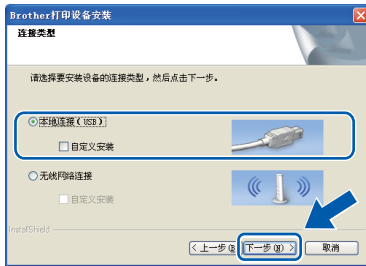 Brother打印设备安装
连接类型
请选择要安装设备的连接类型，然后点击下一步。
本地连接(USB)
自定义安装
无线网络连接
自定义安装
InstallShield
<上一步(B) 下一步(N) > 取消